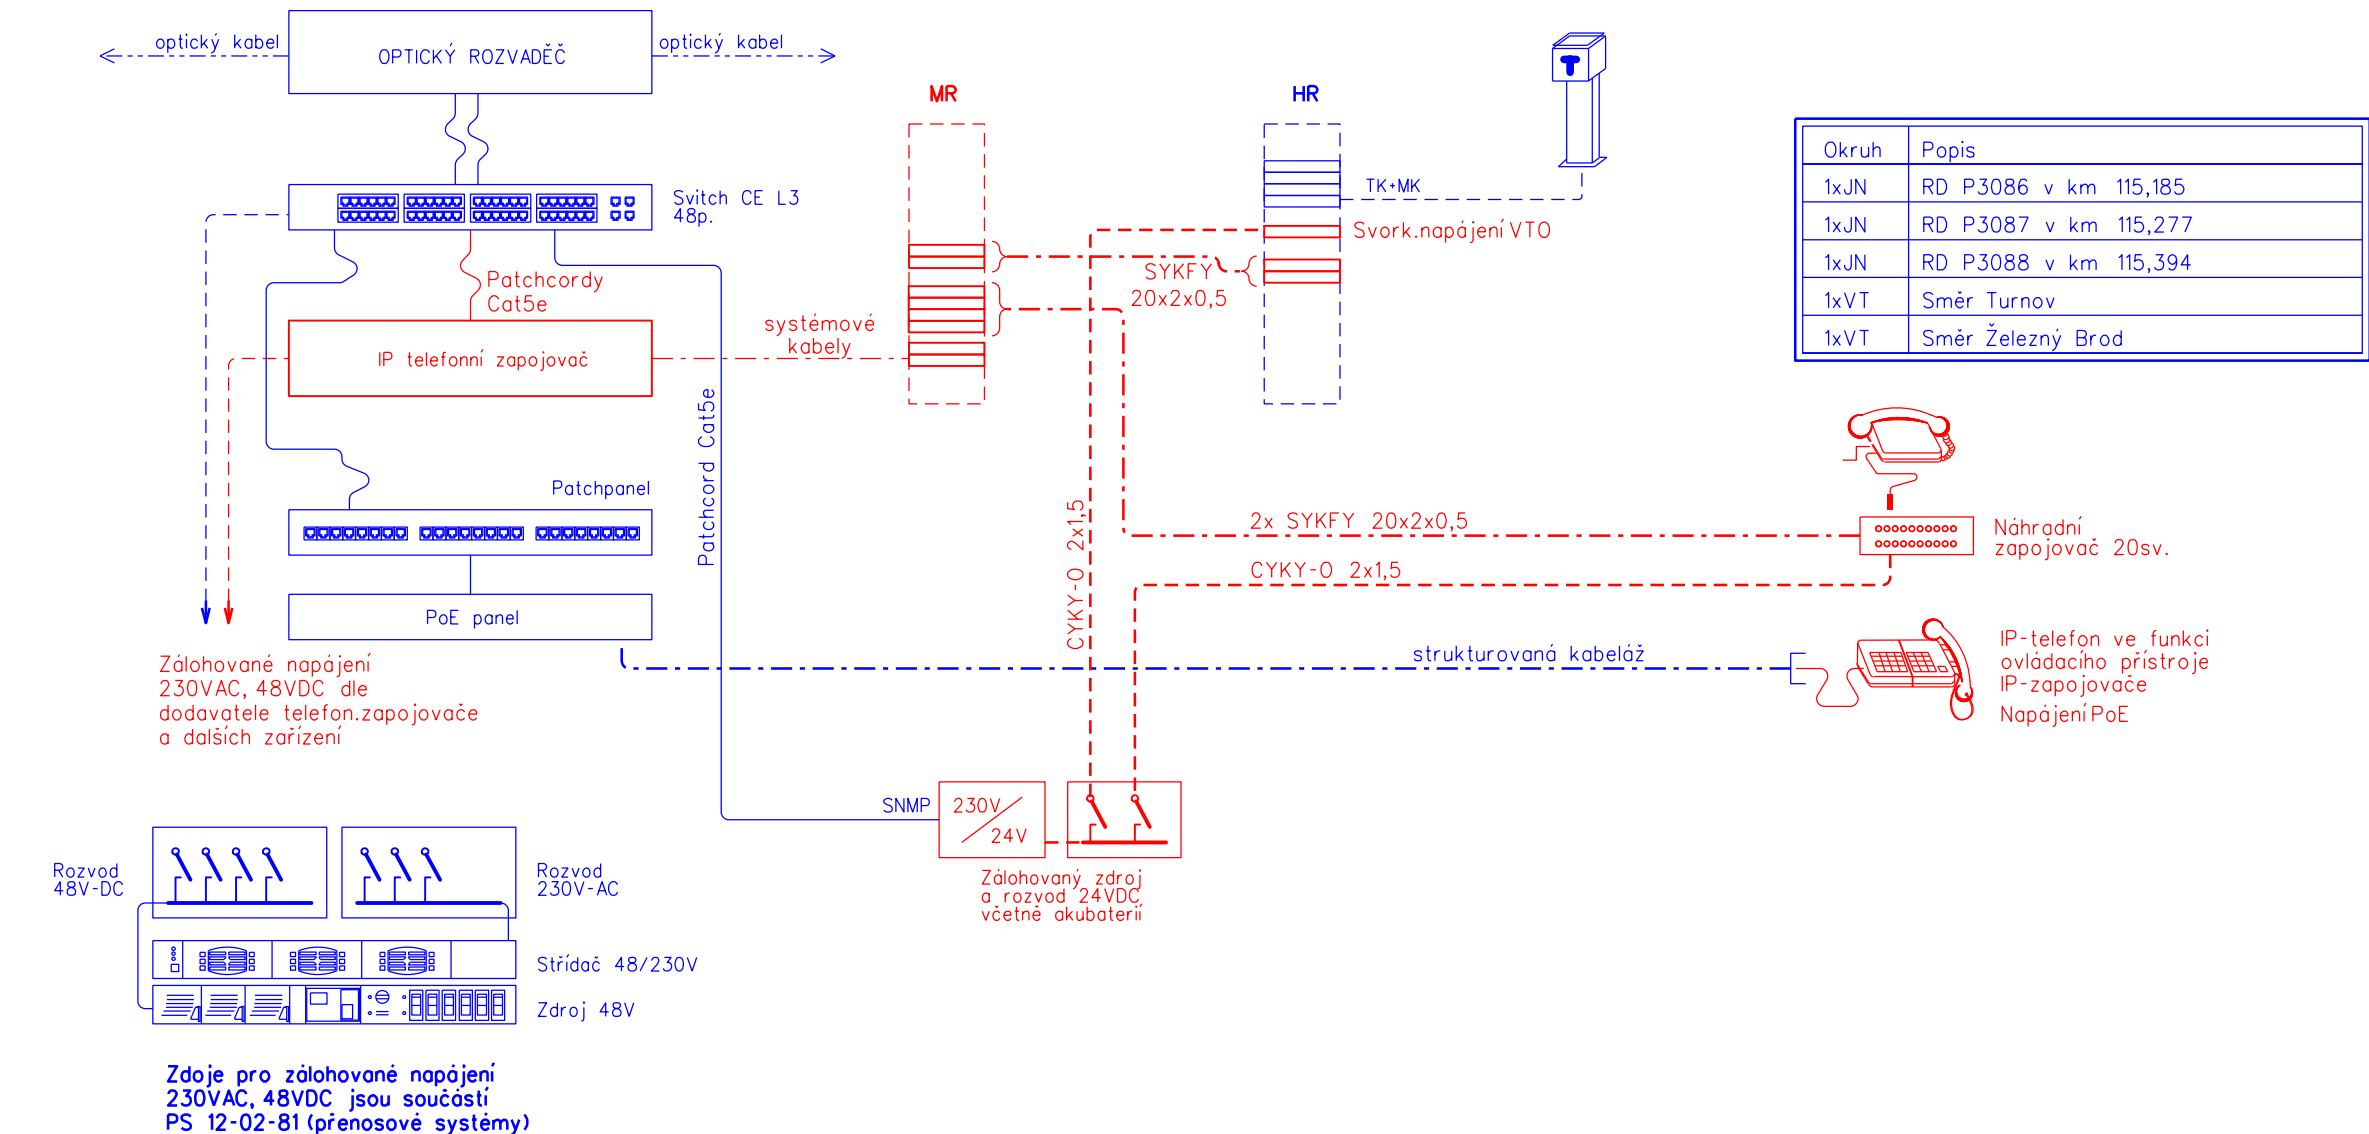 optický kabel
OPTICKÝ ROZVADĚČ
optický kabel
MR
HR
Svitch CE L3
48p.
Patchcordy
Cat5e
IP telefonní zapojovač
systémové
kabely
TK+MK
Svork.napájení VTO
SYKFY
20x2x0,5
Okruh Popis
1xJN RD P3086 v km 115,185
1xJN RD P3087 v km 115,277
1xJN RD P3088 v km 115,394
1xVT Směr Turnov
1xVT Směr Železný Brod
Patchpanel
Patchcord Cat5e
PoE panel
CYKY-O 2x1,5
2x SYKFY 20x2x0,5
CYKY-O 2x1,5
Náhradní
zapojovač 20sv.
strukturovaná kabeláž
IP-telefon ve funkci
ovládacího přístroje
IP-zapojovače
Napájení PoE
Zálohované napájení
230VAC, 48VDC dle
dodavatele telefon.zapojovače
a dalších zařízení
SNMP
230V
24V
Zálohovaný zdroj
a rozvod 24VDC
včetně akubaterií
Rozvod
48V-DC
Rozvod
230V-AC
Střídač 48/230V
Zdroj 48V
Zdoje pro zálohované napájení
230VAC, 48VDC jsou součástí
PS 12-02-81 (přenosové systémy)